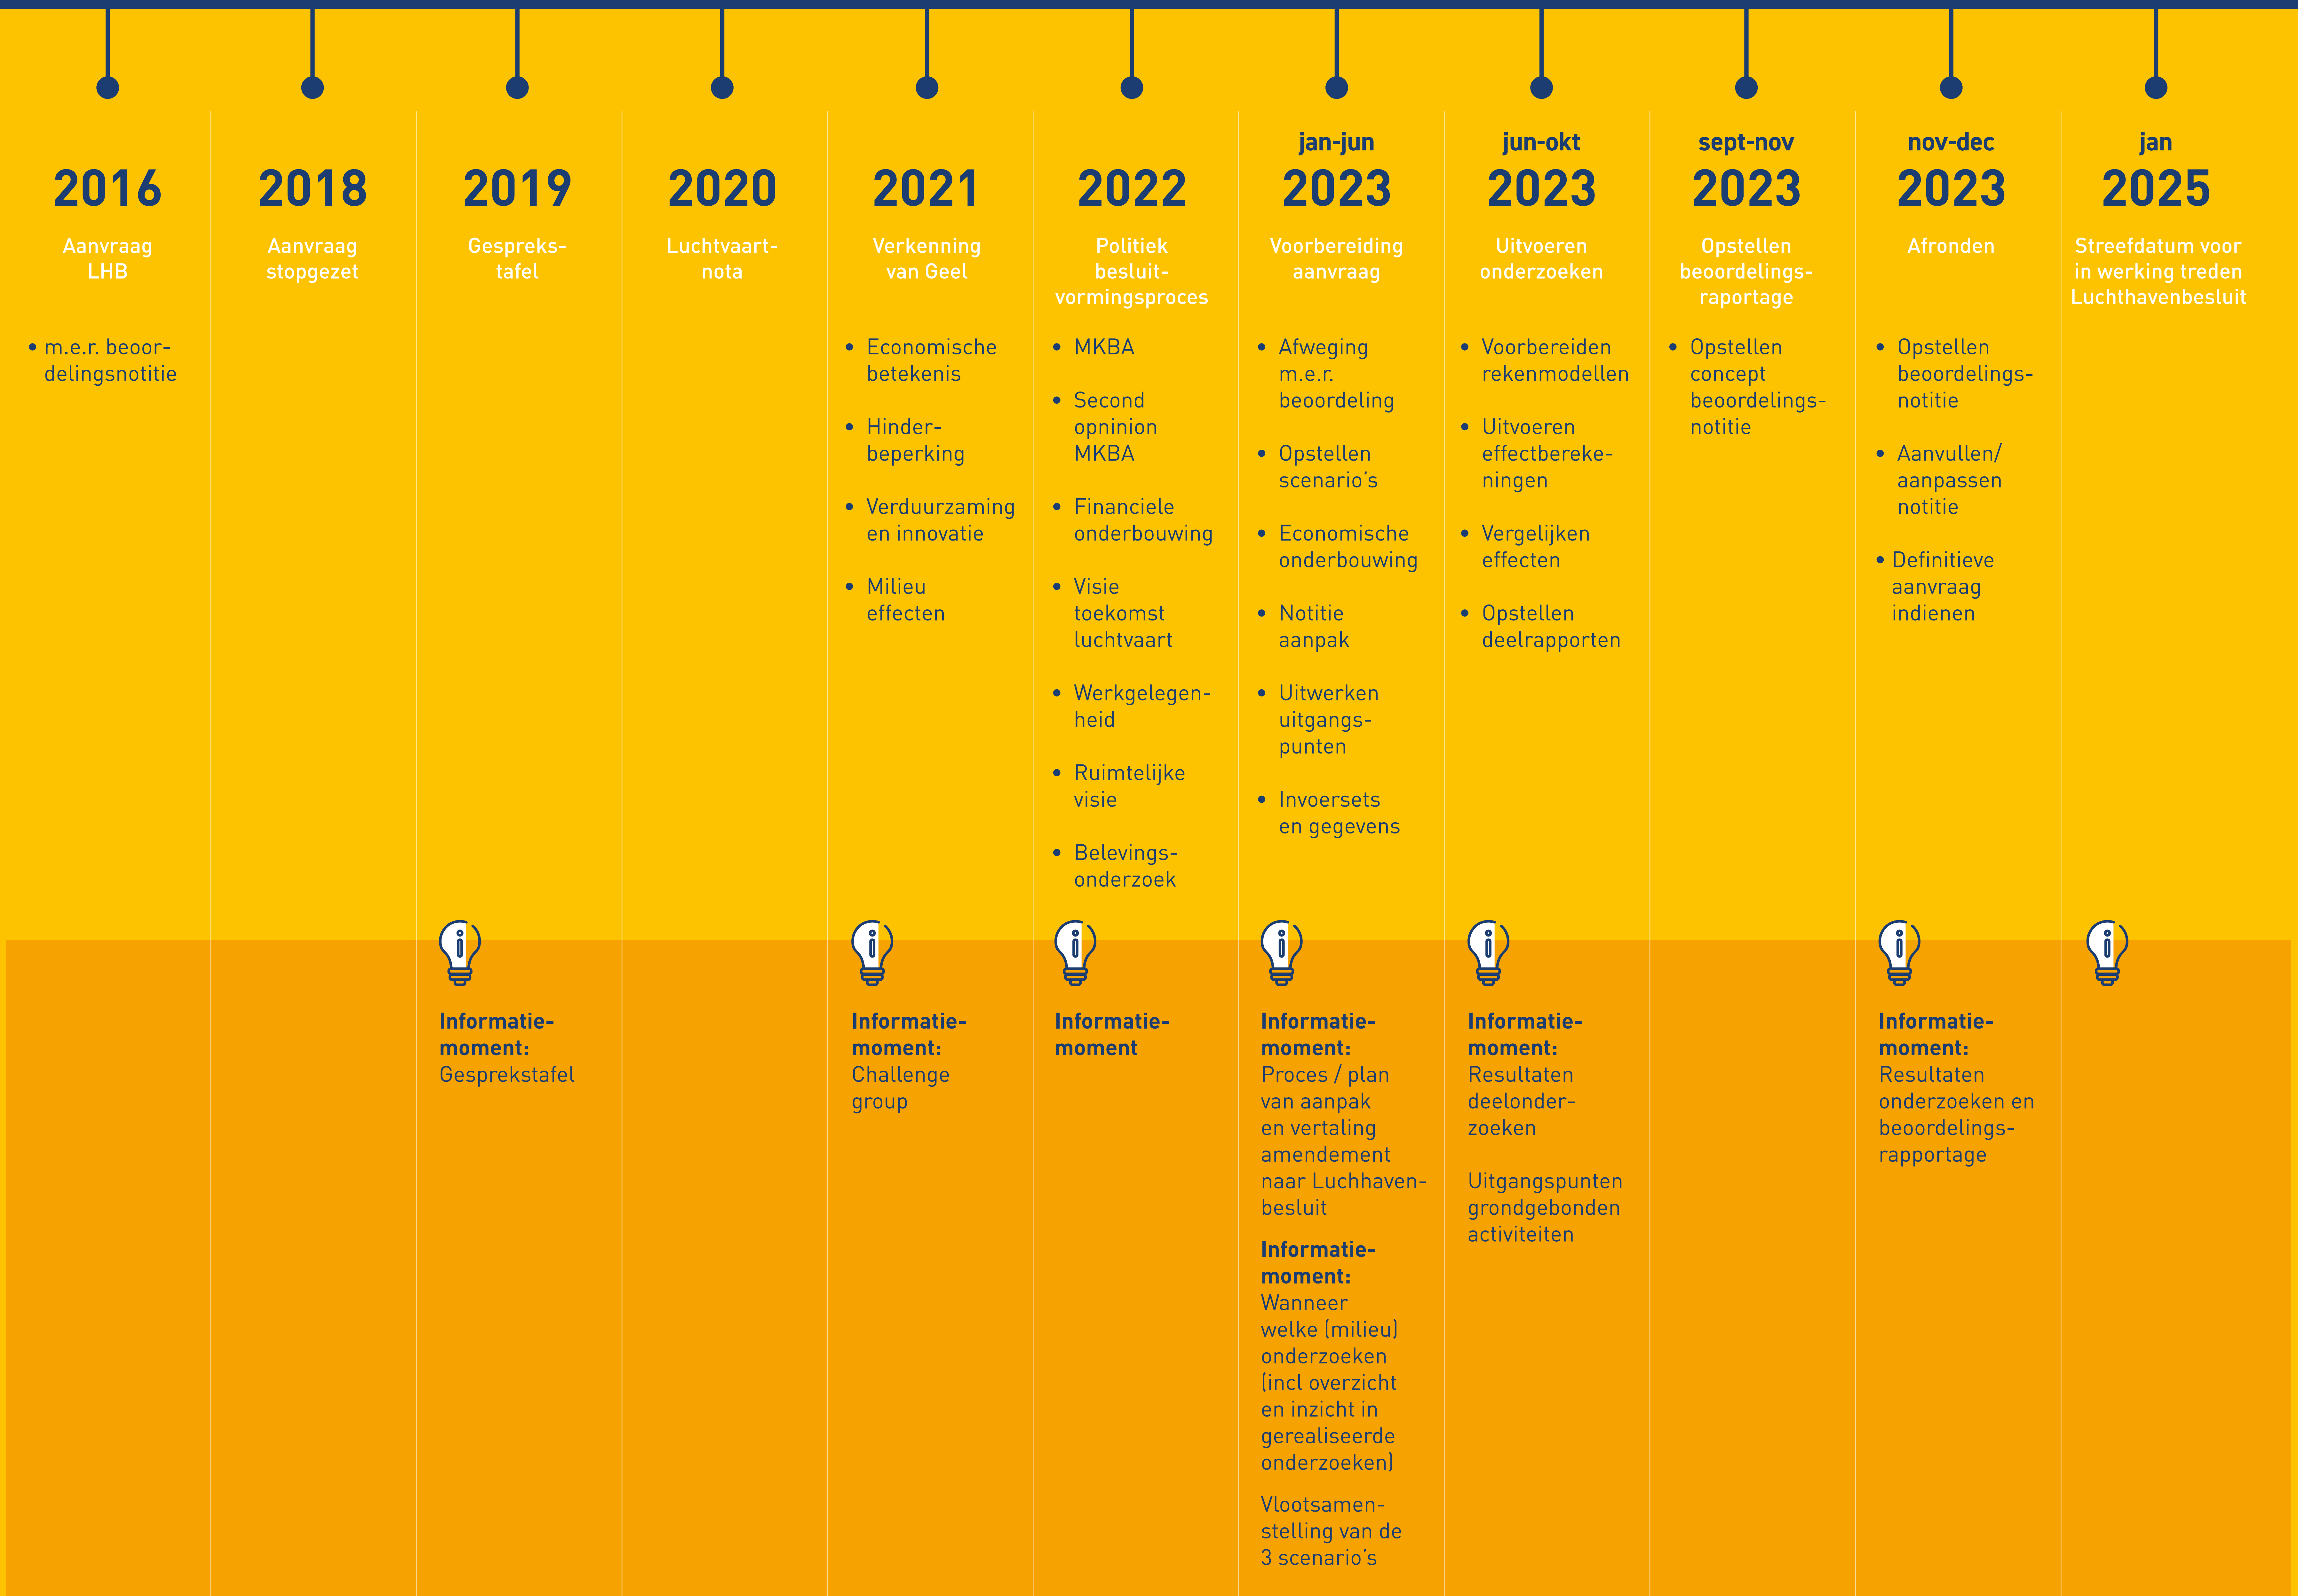 2016
Aanvraag
LHB
• m.e.r. beoor-
delingsnotitie
2018
Aanvraag
stopgezet
2019
Gespreks-
tafel
Informatie-
moment:
Gesprekstafel
2020
Luchtvaart-
nota
2021
Verkenning
van Geel
• Economische
betekenis
• Hinder-
beperking
• Verduurzaming
en innovatie
• Milieu
effecten
Informatie-
moment:
Challenge
group
2022
Politiek
besluit-
vormingsproces
• MKBA
• Second
opninion
MKBA
• Financiele
onderbouwing
• Visie
toekomst
luchtvaart
• Werkgelegen-
heid
• Ruimtelijke
visie
• Belevings-
onderzoek
Informatie-
moment
jan-jun
2023
Voorbereiding
aanvraag
• Afweging
m.e.r.
beoordeling
• Opstellen
scenario’s
• Economische
onderbouwing
• Notitie
aanpak
• Uitwerken
uitgangs-
punten
• Invoersets
en gegevens
Informatie-
moment:
Proces / plan
van aanpak
en vertaling
amendement
naar Luchhaven-
besluit
Informatie-
moment:
Wanneer
welke (milieu)
onderzoeken
(incl overzicht
en inzicht in
gerealiseerde
onderzoeken)
Vlootsamen-
stelling van de
3 scenario’s
jun-okt
2023
Uitvoeren
onderzoeken
• Voorbereiden
rekenmodellen
• Uitvoeren
effectbereke-
ningen
• Vergelijken
effecten
• Opstellen
deelrapporten
Informatie-
moment:
Resultaten
deelonder-
zoeken
Uitgangspunten
grondgebonden
activiteiten
sept-nov
2023
Opstellen
beoordelings-
raportage
• Opstellen
concept
beoordelings-
notitie
nov-dec
2023
Afronden
• Opstellen
beoordelings-
notitie
• Aanvullen/
aanpassen
notitie
• Definitieve
aanvraag
indienen
Informatie-
moment:
Resultaten
onderzoeken en
beoordelings-
rapportage
jan
2025
Streefdatum voor
in werking treden
Luchthavenbesluit